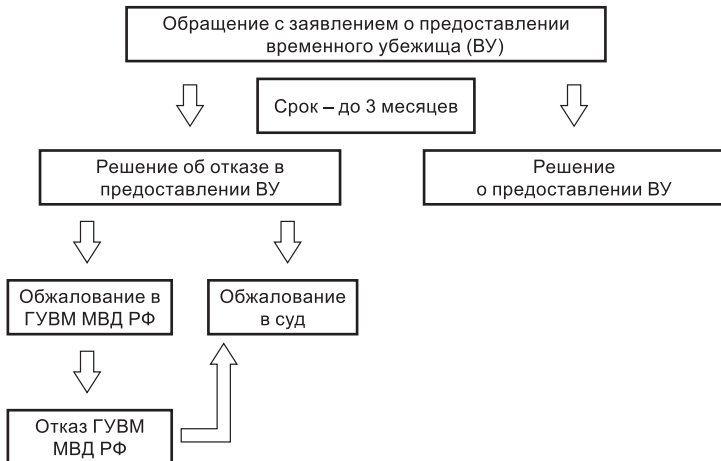 Обращение с заявлением о предоставлении
временного убежища (ВУ)
Срок – до 3 месяцев
Решение об отказе в
предоставлении ВУ
Решение
о предоставлении ВУ
Обжалование в
ГУВМ МВД РФ
Обжалование
в суд
Отказ ГУВМ
МВД РФ